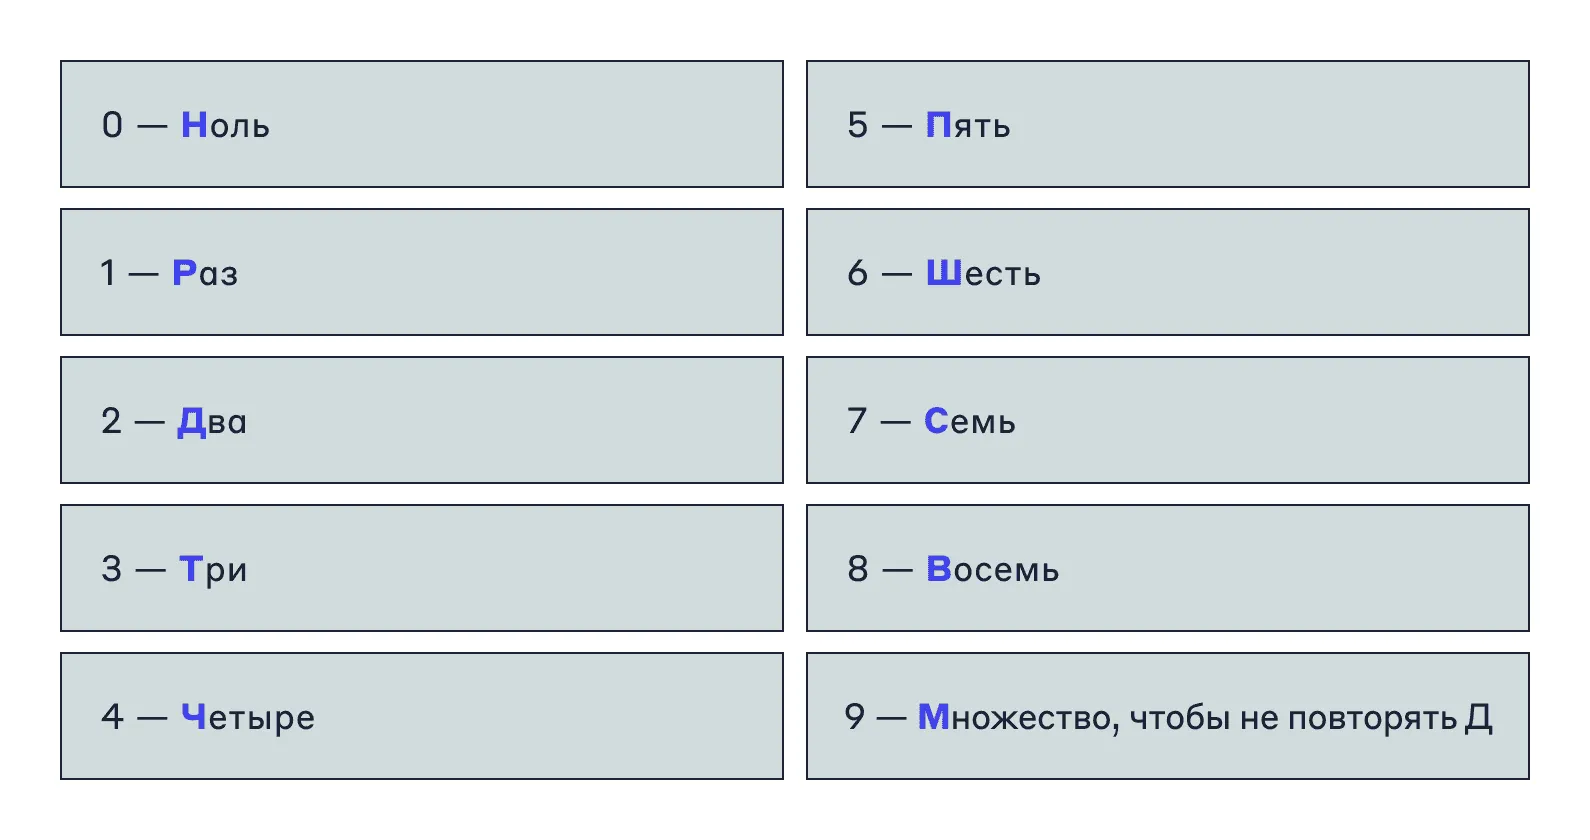 0 — Ноль
1 — Раз
2 — Два
3 — Три
4 — Четыре
5 — Пять
6 — Шесть
7 — Семь
8 — Восемь
9 — Множество, чтобы не повторять Д